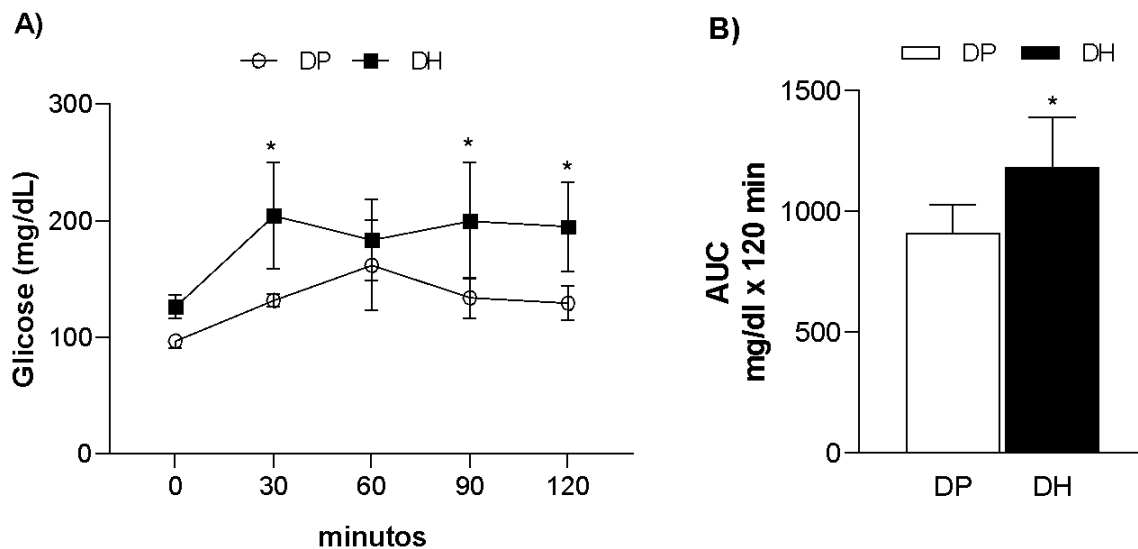 A)
DP DH
Glicose (mg/dL)
300
200
100
0
* * *
0 30 60 90 120
minutos
B)
DP DH
AUC
mg/dl x 120 min
1500
1000
500
0
*
DP DH